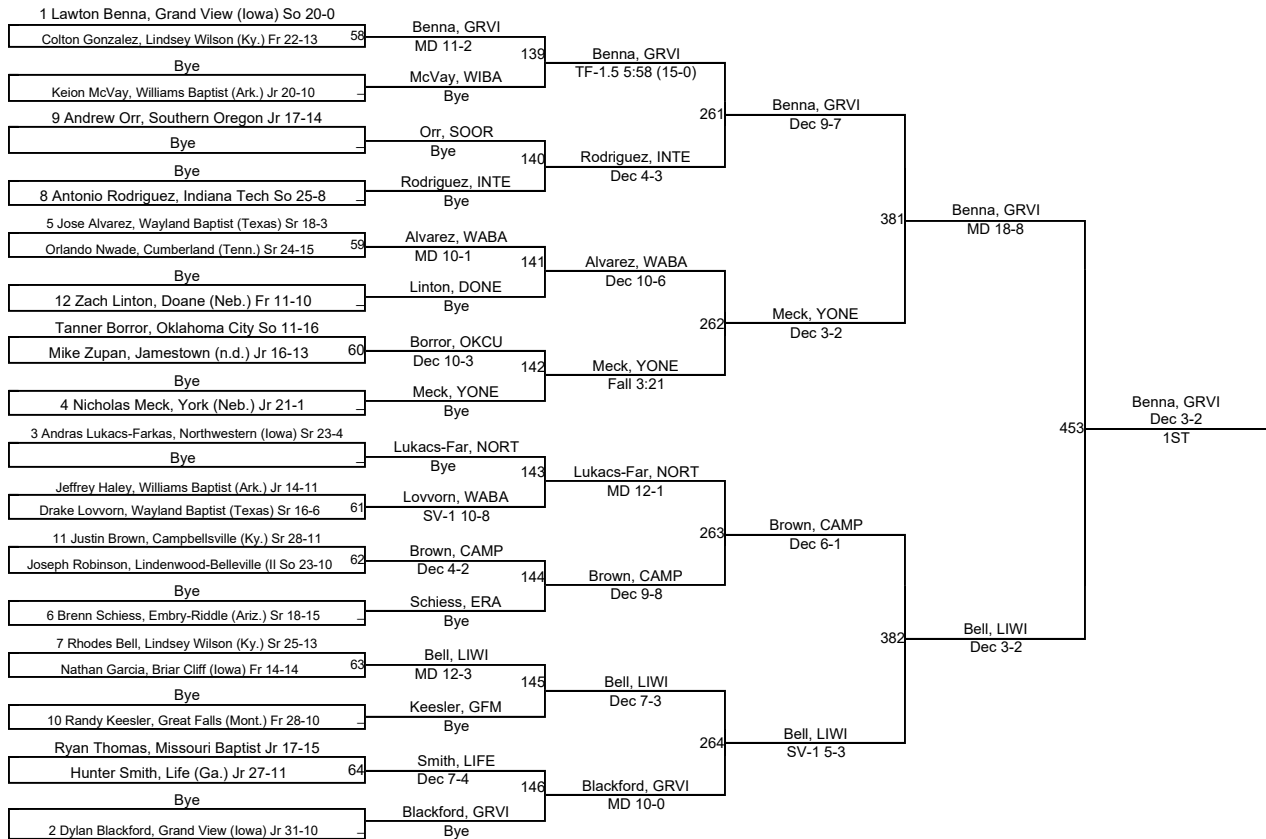 1 Lawton Benna, Grand View (Iowa) So 20-0
Colton Gonzalez, Lindsey Wilson (Ky.) Fr 22-13
58
Bye
Keion McVay, Williams Baptist (Ark.) Jr 20-10
_
9 Andrew Orr, Southern Oregon Jr 17-14
Bye
_
Bye
8 Antonio Rodriguez, Indiana Tech So 25-8
_
5 Jose Alvarez, Wayland Baptist (Texas) Sr 18-3
Orlando Nwade, Cumberland (Tenn.) Sr 24-15
59
Bye
12 Zach Linton, Doane (Neb.) Fr 11-10
_
Tanner Borror, Oklahoma City So 11-16
Mike Zupan, Jamestown (n.d.) Jr 16-13
60
Bye
4 Nicholas Meck, York (Neb.) Jr 21-1
_
3 Andras Lukacs-Farkas, Northwestern (Iowa) Sr 23-4
Bye
_
Jeffrey Haley, Williams Baptist (Ark.) Jr 14-11
Drake Lovvorn, Wayland Baptist (Texas) Sr 16-6
61
11 Justin Brown, Campbellsville (Ky.) Sr 28-11
Joseph Robinson, Lindenwood-Belleville (Il So 23-10
62
Bye
6 Brenn Schiess, Embry-Riddle (Ariz.) Sr 18-15
_
7 Rhodes Bell, Lindsey Wilson (Ky.) Sr 25-13
Nathan Garcia, Briar Cliff (Iowa) Fr 14-14
63
Bye
10 Randy Keesler, Great Falls (Mont.) Fr 28-10
_
Ryan Thomas, Missouri Baptist Jr 17-15
Hunter Smith, Life (Ga.) Jr 27-11
64
Bye
2 Dylan Blackford, Grand View (Iowa) Jr 31-10
_
Benna, GRVI
MD 11-2
139
McVay, WIBA
Bye
Orr, SOOR
Bye
140
Rodriguez, INTE
Bye
Alvarez, WABA
MD 10-1
141
Linton, DONE
Bye
Borror, OKCU
Dec 10-3
142
Meck, YONE
Bye
Lukacs-Far, NORT
Bye
143
Lovvorn, WABA
SV-1 10-8
Brown, CAMP
Dec 4-2
144
Schiess, ERA
Bye
Bell, LIWI
MD 12-3
145
Keesler, GFM
Bye
Smith, LIFE
Dec 7-4
146
Blackford, GRVI
Bye
Benna, GRVI
TF-1.5 5:58 (15-0)
261
Rodriguez, INTE
Dec 4-3
Alvarez, WABA
Dec 10-6
262
Meck, YONE
Fall 3:21
Lukacs-Far, NORT
MD 12-1
263
Brown, CAMP
Dec 9-8
Bell, LIWI
Dec 7-3
264
Blackford, GRVI
MD 10-0
Benna, GRVI
Dec 9-7
381
Meck, YONE
Dec 3-2
Brown, CAMP
Dec 6-1
382
Bell, LIWI
SV-1 5-3
Benna, GRVI
MD 18-8
453
Bell, LIWI
Dec 3-2
Benna, GRVI
Dec 3-2
1ST